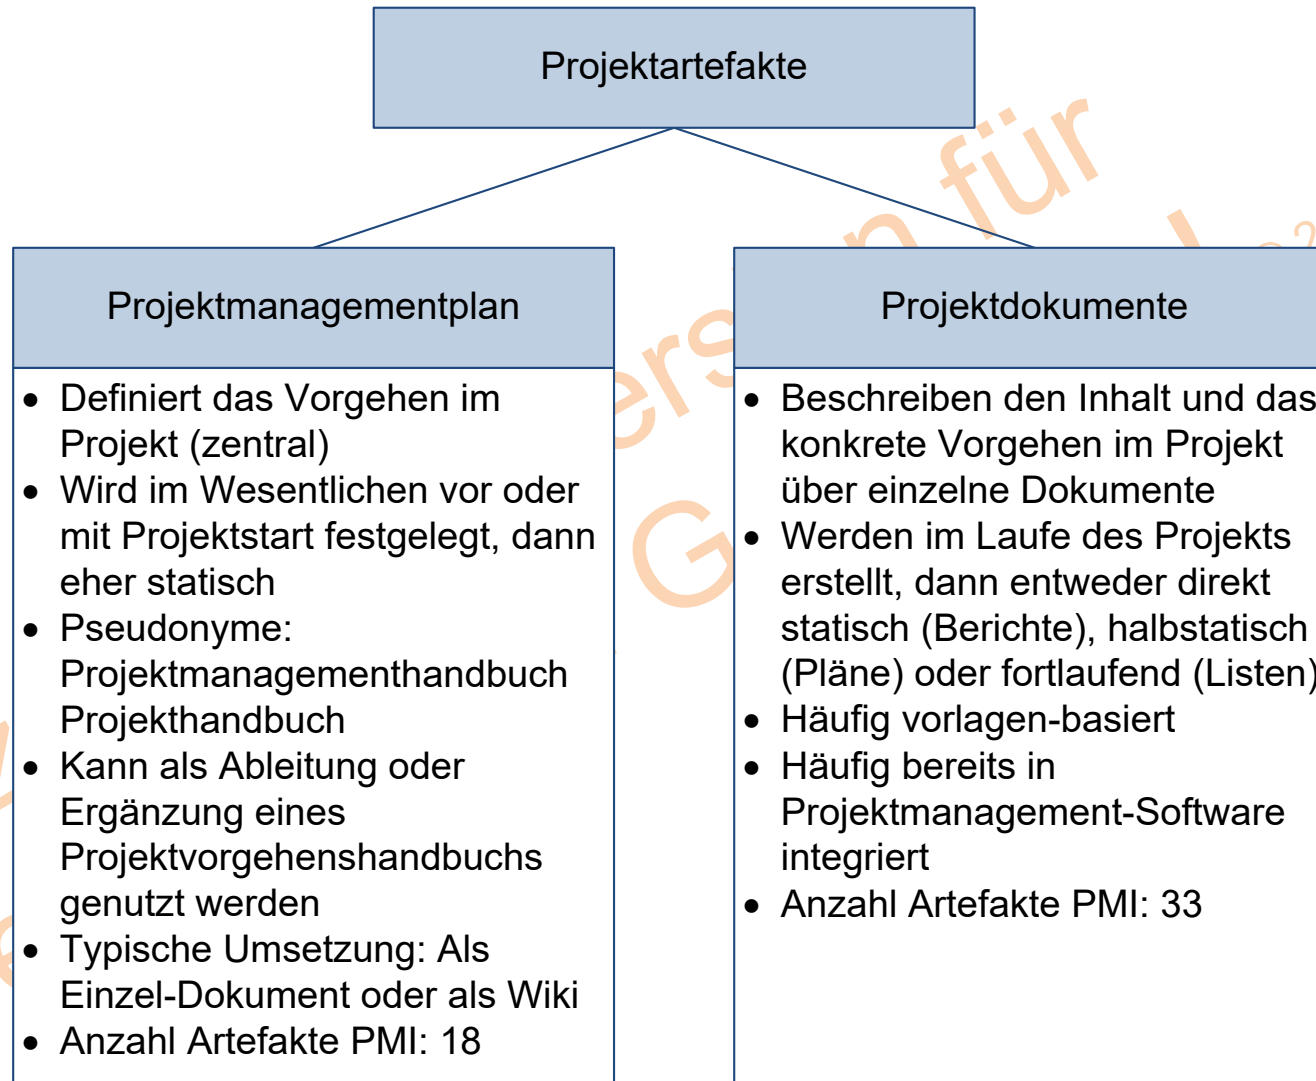 Projektartefakte
Projektmanagementplan
• Definiert das Vorgehen im
Projekt (zentral)
• Wird im Wesentlichen vor oder
mit Projektstart festgelegt, dann
eher statisch
• Pseudonyme:
Projektmanagementhandbuch
Projekthandbuch
• Kann als Ableitung oder
Ergänzung eines
Projektvorgehenshandbuchs
genutzt werden
• Typische Umsetzung: Als
Einzel-Dokument oder als Wiki
• Anzahl Artefakte PMI: 18
Projektdokumente
• Beschreiben den Inhalt und das
konkrete Vorgehen im Projekt
über einzelne Dokumente
• Werden im Laufe des Projekts
erstellt, dann entweder direkt
statisch (Berichte), halbstatisch
(Pläne) oder fortlaufend (Listen)
• Häufig vorlagen-basiert
• Häufig bereits in
Projektmanagement-Software
integriert
• Anzahl Artefakte PMI: 33
für